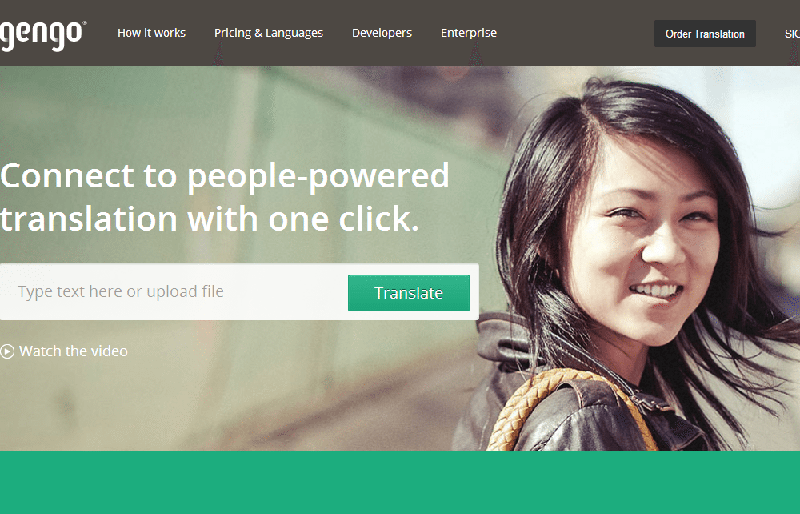 gengo®
How it works
Pricing & Languages
Developers
Enterprise
Order Translation
Connect to people-powered
translation with one click.
Type text here or upload file
Translate
Watch the video